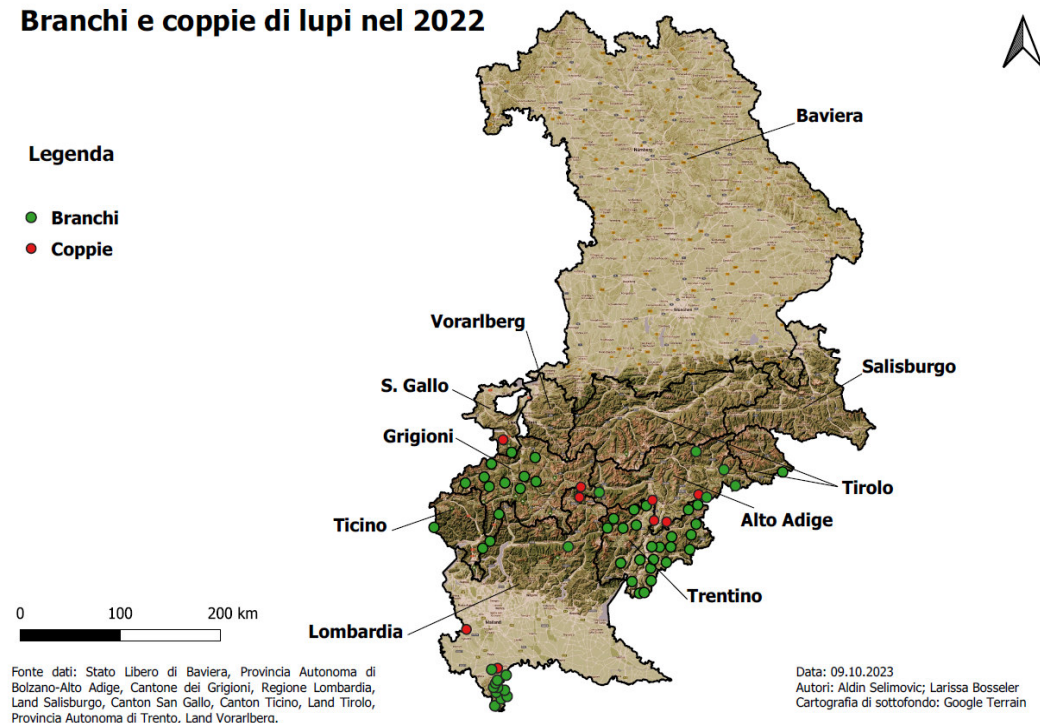 Branchi e coppie di lupi nel 2022
Baviera
Legenda
Branchi
Coppie
Vorarlberg
Salisburgo
S. Gallo
Grigioni
Tirolo
Ticino
Alto Adige
Trentino
Lombardia
0 100 200 km
Fonte dati: Stato Libero di Baviera, Provincia Autonoma di
Bolzano-Alto Adige, Cantone dei Grigioni, Regione Lombardia,
Land Salisburgo, Canton San Gallo, Canton Ticino, Land Tirolo,
Provincia Autonoma di Trento, Land Vorarlberg.
Data: 09.10.2023
Autori: Aldin Selimovic; Larissa Bosseler
Cartografia di sottofondo: Google Terrain